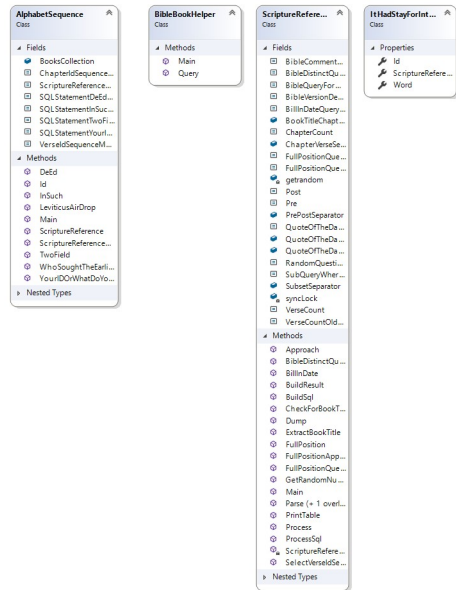 AlphabetSequence
Class
Fields
BooksCollection
ChapterIdSequence...
ScriptureReference...
SQLStatementDeEd...
SQLStatementInSuc...
SQLStatementTwoFi...
SQLStatementYourI...
VerseIdSequenceM...
Methods
DeEd
Id
InSuch
LeviticusAirDrop
Main
ScriptureReference
ScriptureReference...
TwoField
WhoSoughtTheEarli...
YourIDOrWhatDoYo...
Nested Types
BibleBookHelper
Class
Methods
Main
Query
ScriptureRefere...
Class
Fields
BibleComment...
BibleDistinctQu...
BibleQueryFor...
BibleVersionDe...
BillInDateQuery...
BookTitleChapt...
ChapterCount
ChapterVerseSe...
FullPositionQue...
FullPositionQue...
getrandom
Post
Pre
PrePostSeparator
QuoteOfTheDa...
QuoteOfTheDa...
QuoteOfTheDa...
RandomQuesti...
SubQueryWher...
SubsetSeparator
syncLock
VerseCount
VerseCountOld...
Methods
Approach
BibleDistinctQu...
BillInDate
BuildResult
BuildSql
CheckForBookT...
Dump
ExtractBookTitle
FullPosition
FullPositionApp...
FullPositionQue...
GetRandomNu...
Main
Parse (+ 1 overl...
PrintTable
Process
ProcessSql
ScriptureRefere...
SelectVerseIdSe...
Nested Types
ItHadStayForInt...
Class
Properties
Id
ScriptureRefere...
Word